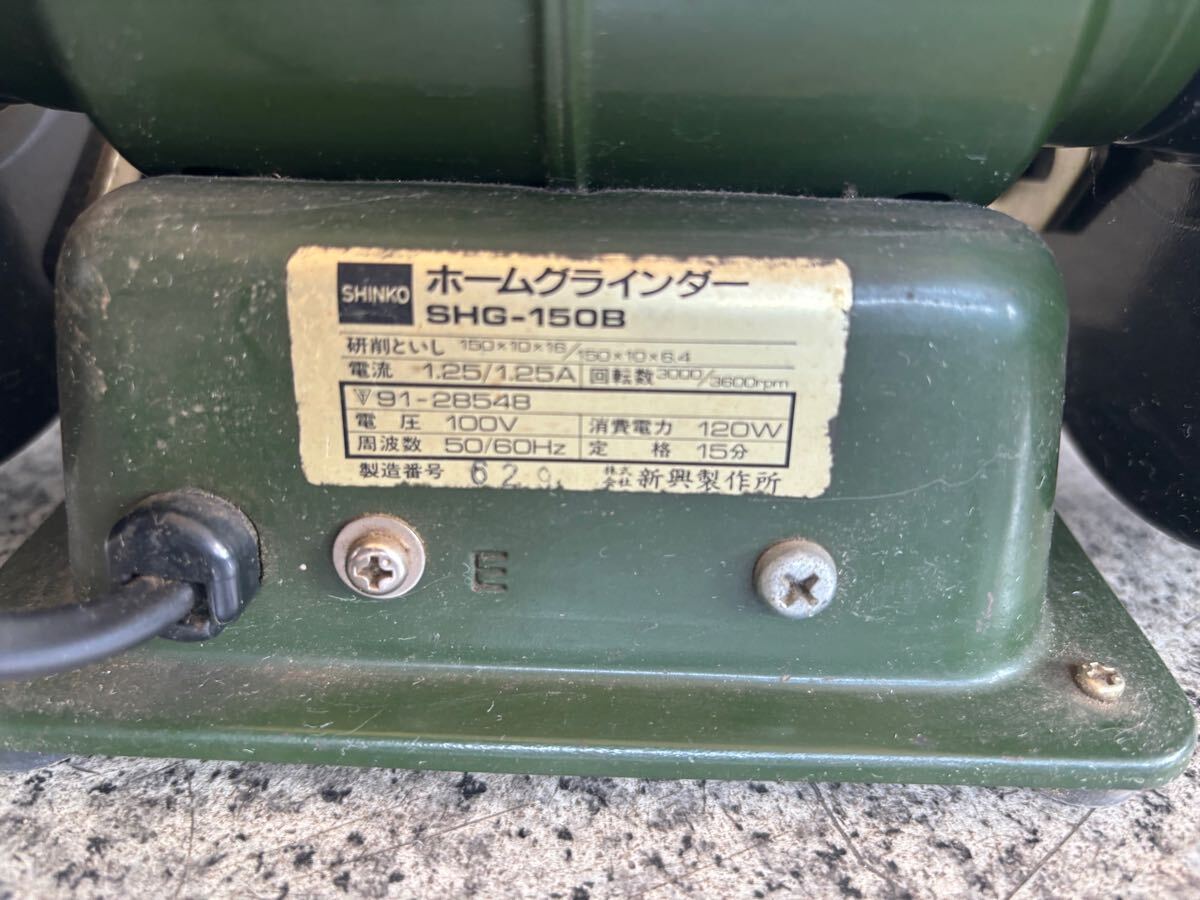 SHINKO
ホームグラインダー
SHG-150B
研削といし 150×10×16/150×10×6.4
電流 1.25/1.25A 回転数 3000/3600rpm
▽ 91-28548
電圧 100V 消費電力 120W
周波数 50/60Hz 定格 15分
製造番号 629 株式会社 新興製作所
E